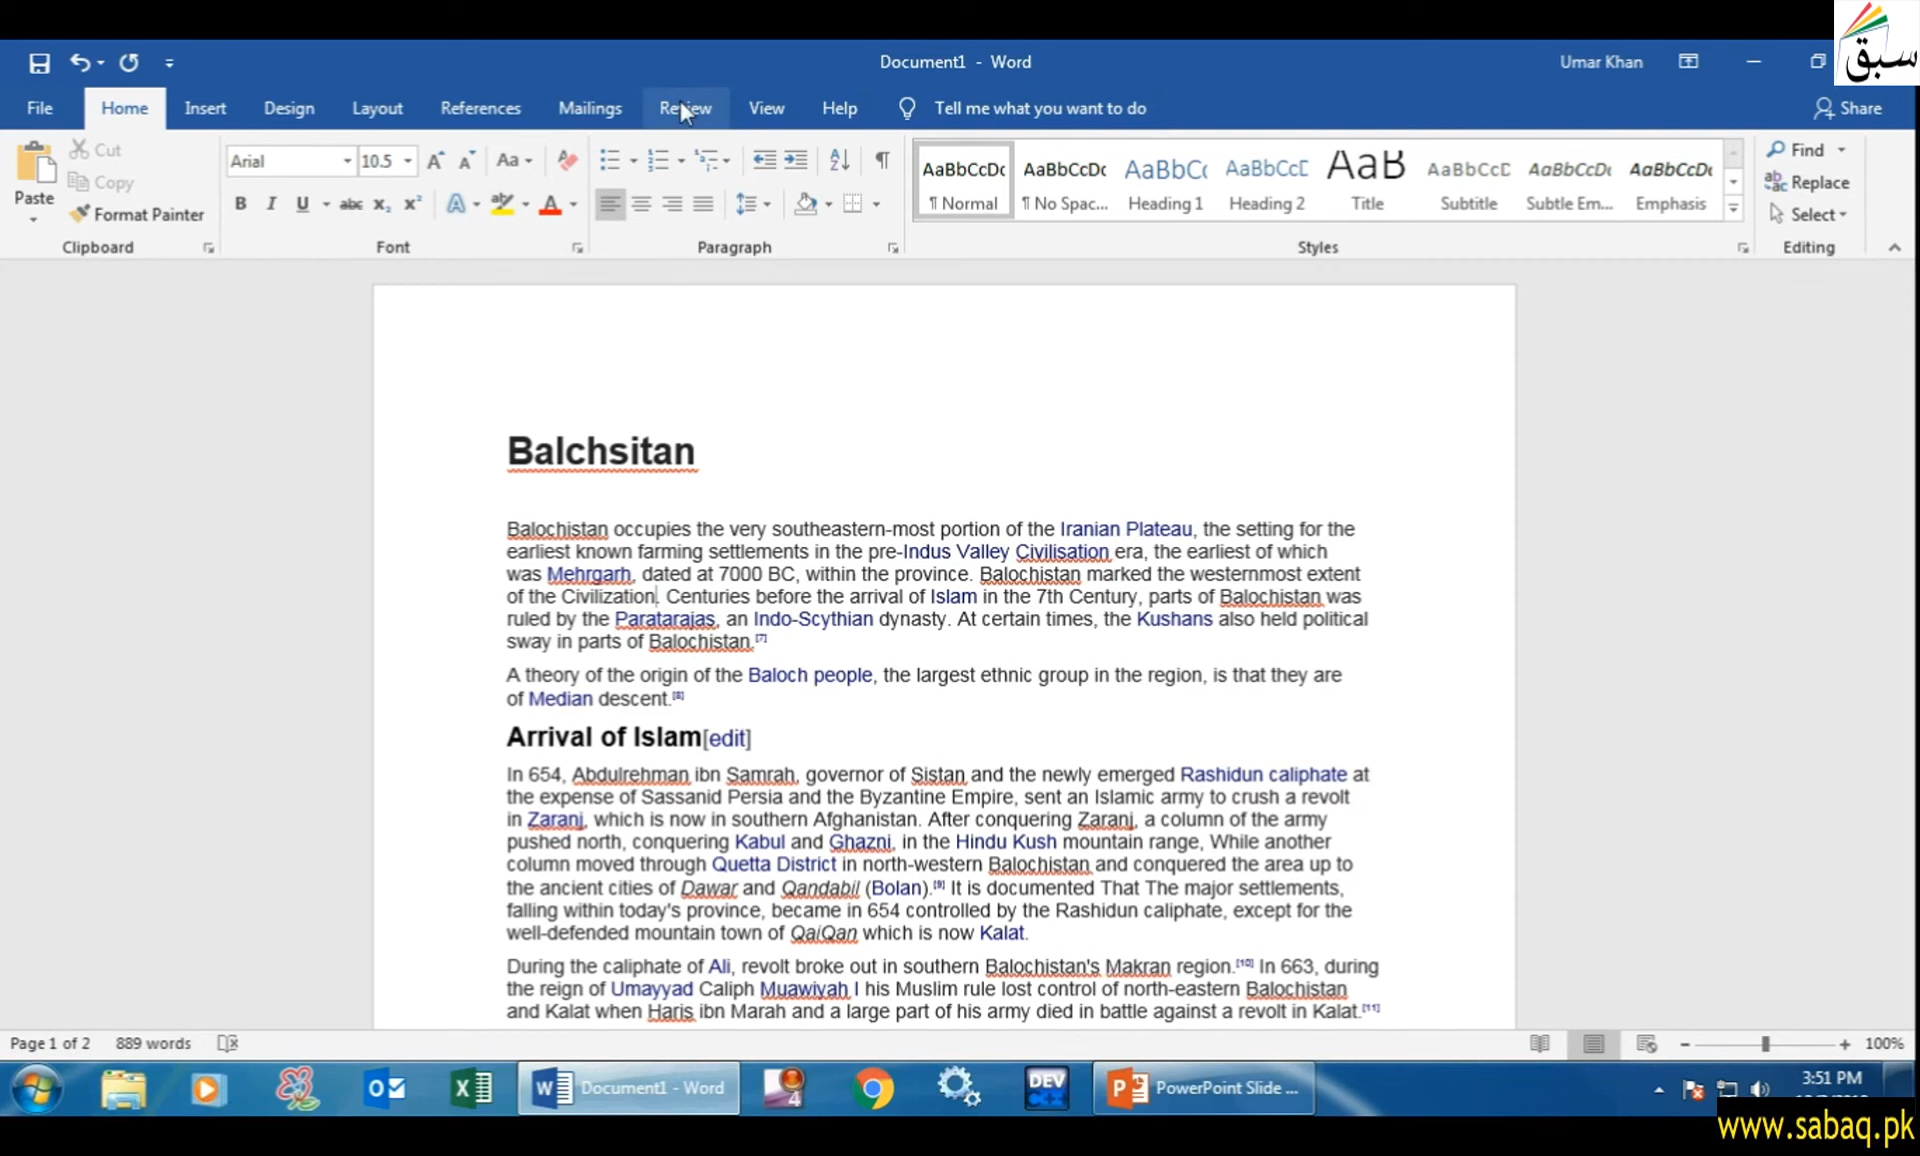 سبق
Document1 - Word
Umar Khan
File Home Insert Design Layout References Mailings Review View Help Tell me what you want to do Share
Paste
Cut
Copy
Format Painter
Clipboard
Arial 10.5
Font
Paragraph
AaBbCcDc AaBbCcDc AaBbCc AaBbCcD AaB AaBbCcD AaBbCcDc AaBbCcDc
¶ Normal ¶ No Spac... Heading 1 Heading 2 Title Subtitle Subtle Em... Emphasis
Styles
Find
Replace
Select
Editing
Balchsitan
Balochistan occupies the very southeastern-most portion of the Iranian Plateau, the setting for the
earliest known farming settlements in the pre-Indus Valley Civilisation era, the earliest of which
was Mehrgarh, dated at 7000 BC, within the province. Balochistan marked the westernmost extent
of the Civilization. Centuries before the arrival of Islam in the 7th Century, parts of Balochistan was
ruled by the Paratarajas, an Indo-Scythian dynasty. At certain times, the Kushans also held political
sway in parts of Balochistan.[7]
A theory of the origin of the Baloch people, the largest ethnic group in the region, is that they are
of Median descent.[8]
Arrival of Islam[edit]
In 654, Abdulrehman ibn Samrah, governor of Sistan and the newly emerged Rashidun caliphate at
the expense of Sassanid Persia and the Byzantine Empire, sent an Islamic army to crush a revolt
in Zaranj, which is now in southern Afghanistan. After conquering Zaranj, a column of the army
pushed north, conquering Kabul and Ghazni, in the Hindu Kush mountain range, While another
column moved through Quetta District in north-western Balochistan and conquered the area up to
the ancient cities of Dawar and Qandabil (Bolan).[9] It is documented That The major settlements,
falling within today's province, became in 654 controlled by the Rashidun caliphate, except for the
well-defended mountain town of QaiQan which is now Kalat.
During the caliphate of Ali, revolt broke out in southern Balochistan's Makran region.[10] In 663, during
the reign of Umayyad Caliph Muawiyah I his Muslim rule lost control of north-eastern Balochistan
and Kalat when Haris ibn Marah and a large part of his army died in battle against a revolt in Kalat.[11]
Page 1 of 2 889 words 100%
Document1 - Word
PowerPoint Slide ...
DEV
C++
3:51 PM
www.sabaq.pk